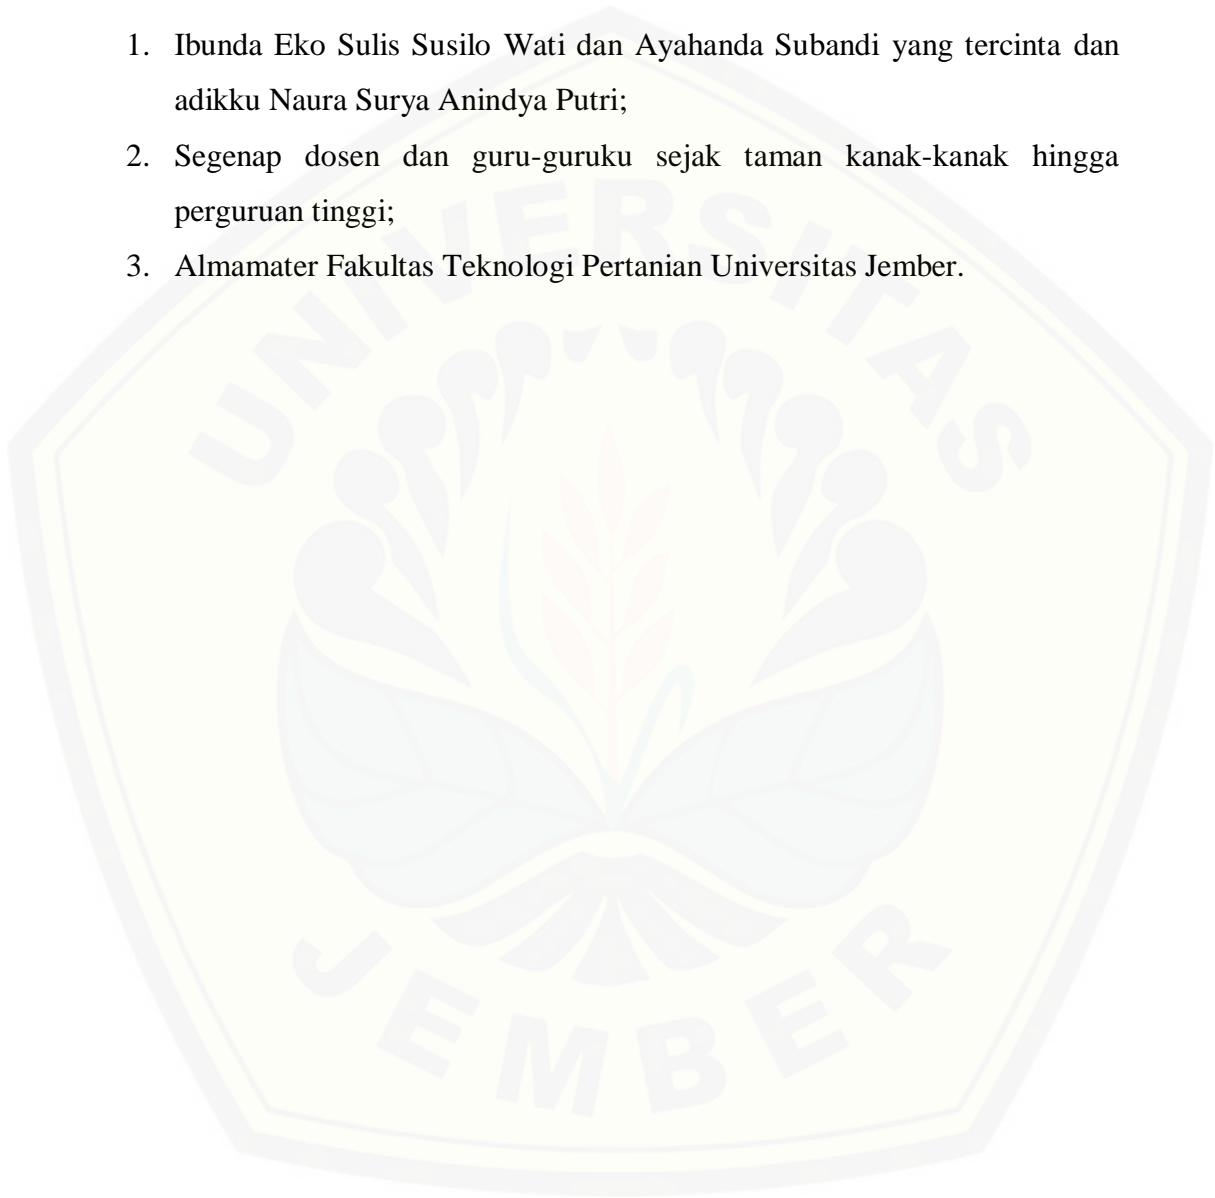 1. Ibunda Eko Sulis Susilo Wati dan Ayahanda Subandi yang tercinta dan
adikku Naura Surya Anindya Putri;
2. Segenap dosen dan guru-guruku sejak taman kanak-kanak hingga
perguruan tinggi;
3. Almamater Fakultas Teknologi Pertanian Universitas Jember.
UNIVERSITAS
JEMBER